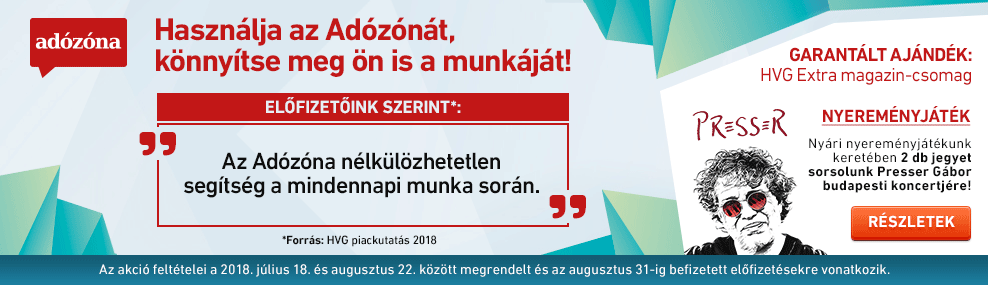 adózóna
Használja az Adózónát,
könnyítse meg ön is a munkáját!
ELŐFIZETŐINK SZERINT*:
Az Adózóna nélkülözhetetlen
segítség a mindennapi munka során.
*Forrás: HVG piackutatás 2018
GARANTÁLT AJÁNDÉK:
HVG Extra magazin-csomag
PRESSER
NYEREMÉNYJÁTÉK
Nyári nyereményjátékunk
keretében 2 db jegyet
sorsolunk Presser Gábor
budapesti koncertjére!
RÉSZLETEK
Az akció feltételei a 2018. július 18. és augusztus 22. között megrendelt és az augusztus 31-ig befizetett előfizetésekre vonatkozik.